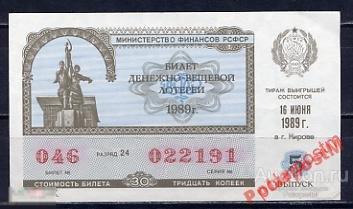 МИНИСТЕРСТВО ФИНАНСОВ РСФСР
БИЛЕТ
ДЕНЕЖНО-ВЕЩЕВОЙ
ЛОТЕРЕИ
1989г.
ТИРАЖ ВЫИГРЫШЕЙ
СОСТОИТСЯ
16 ИЮНЯ
1989 г.
в г. Кирове
046 РАЗРЯД 24 022191
БИЛЕТ № СЕРИЯ №
5
ВЫПУСК
СТОИМОСТЬ БИЛЕТА 30 ТРИДЦАТЬ КОПЕЕК